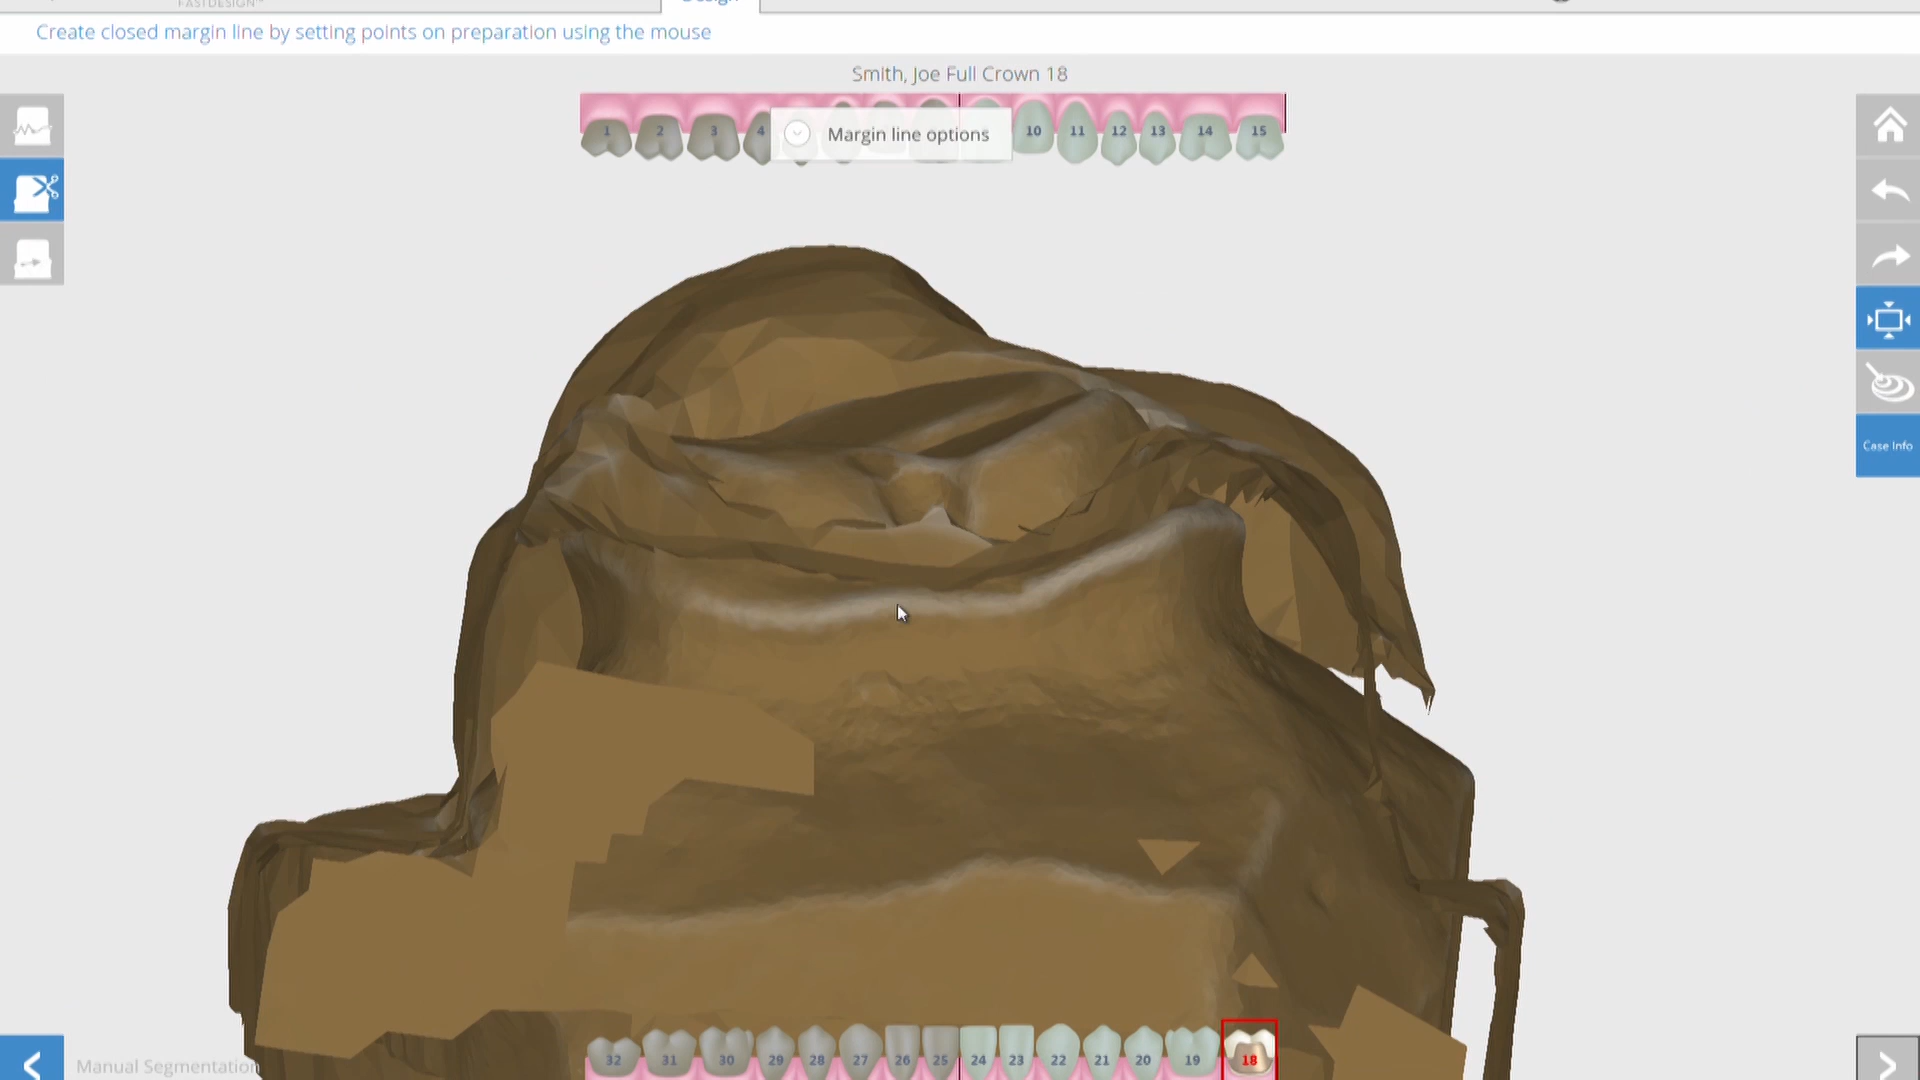 FASTDESIGN™
Design
Create closed margin line by setting points on preparation using the mouse
Smith, Joe Full Crown 18
1 2 3 4 10 11 12 13 14 15
Margin line options
Case Info
32 31 30 29 28 27 26 25 24 23 22 21 20 19 18
Manual Segmentation